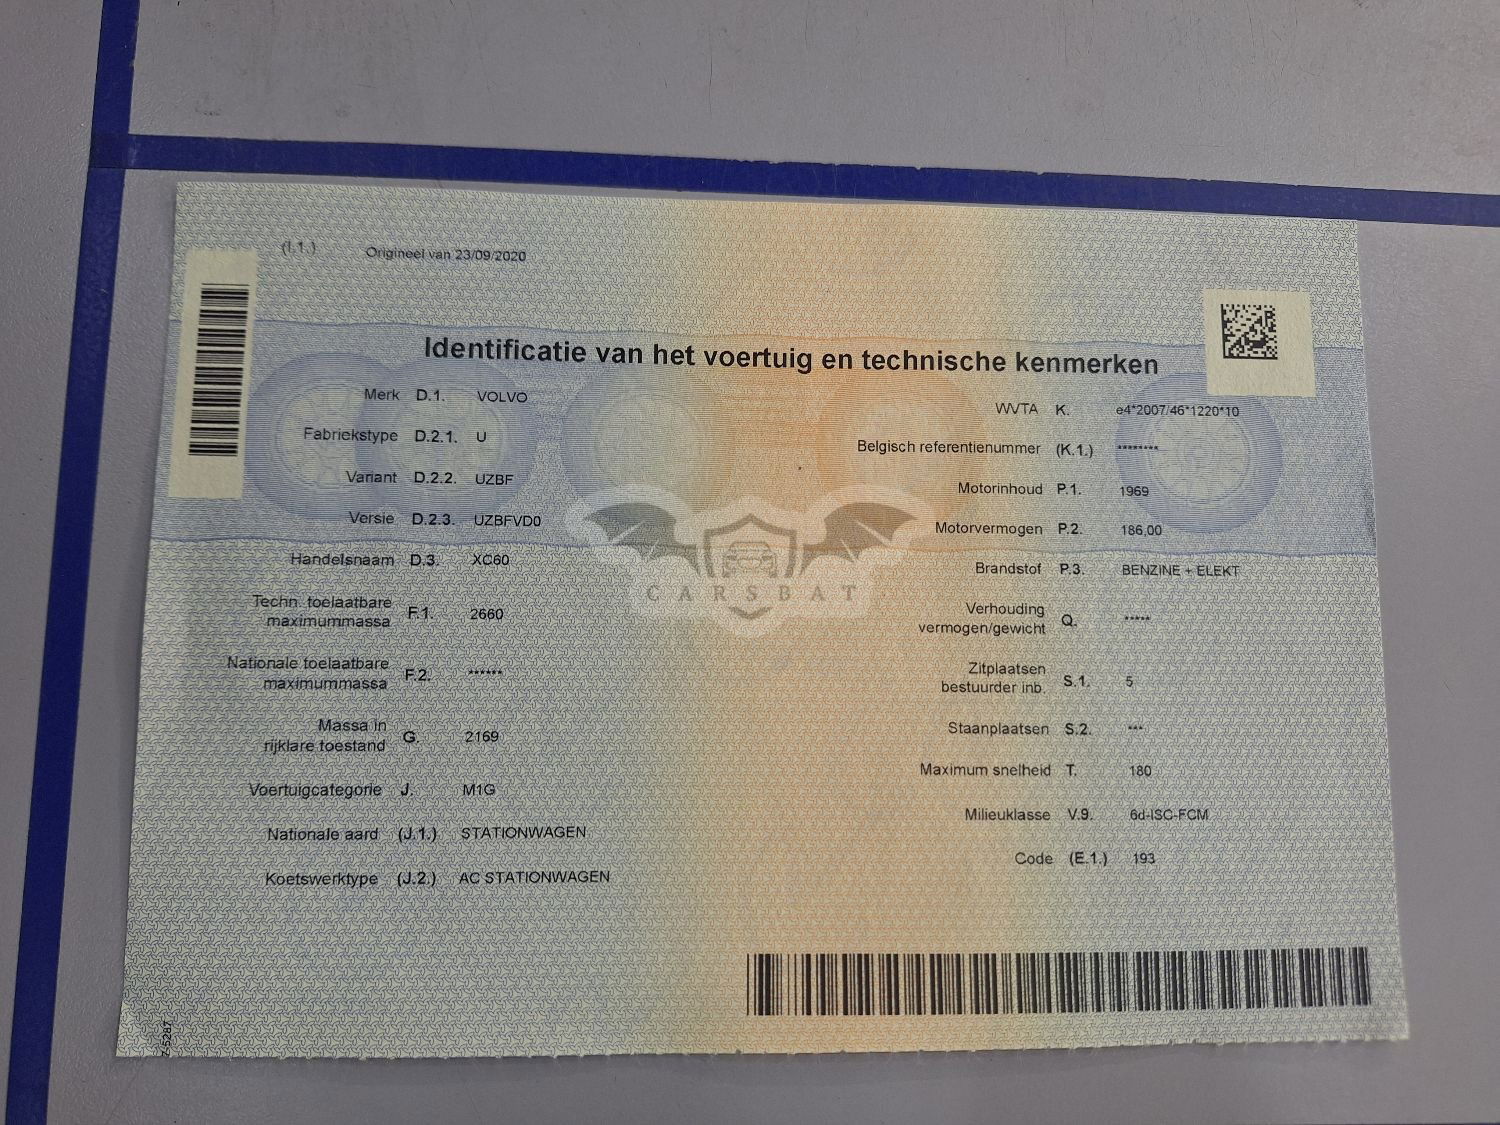 (I.1.) Origineel van 23/09/2020
Identificatie van het voertuig en technische kenmerken
Merk D.1. VOLVO
Fabriekstype D.2.1. U
Variant D.2.2. UZBF
Versie D.2.3. UZBFVD0
Handelsnaam D.3. XC60
Techn. toelaatbare
maximummassa F.1. 2660
Nationale toelaatbare
maximummassa F.2. ******
Massa in
rijklare toestand G. 2169
Voertuigcategorie J. M1G
Nationale aard (J.1.) STATIONWAGEN
Koetswerktype (J.2.) AC STATIONWAGEN
WVTA K. e4*2007/46*1220*10
Belgisch referentienummer (K.1.) ********
Motorinhoud P.1. 1969
Motorvermogen P.2. 186,00
Brandstof P.3. BENZINE + ELEKT
Verhouding
vermogen/gewicht Q. *****
Zitplaatsen
bestuurder inb. S.1. 5
Staanplaatsen S.2. ***
Maximum snelheid T. 180
Milieuklasse V.9. 6d-ISC-FCM
Code (E.1.) 193
CARSBAT
Z-5287